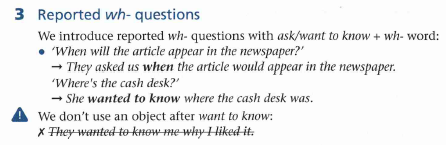 3 Reported wh- questions
We introduce reported wh- questions with ask/want to know + wh- word:
• 'When will the article appear in the newspaper?'
→ They asked us when the article would appear in the newspaper.
'Where's the cash desk?'
→ She wanted to know where the cash desk was.
We don't use an object after want to know:
✗ They wanted to know me why I liked it.